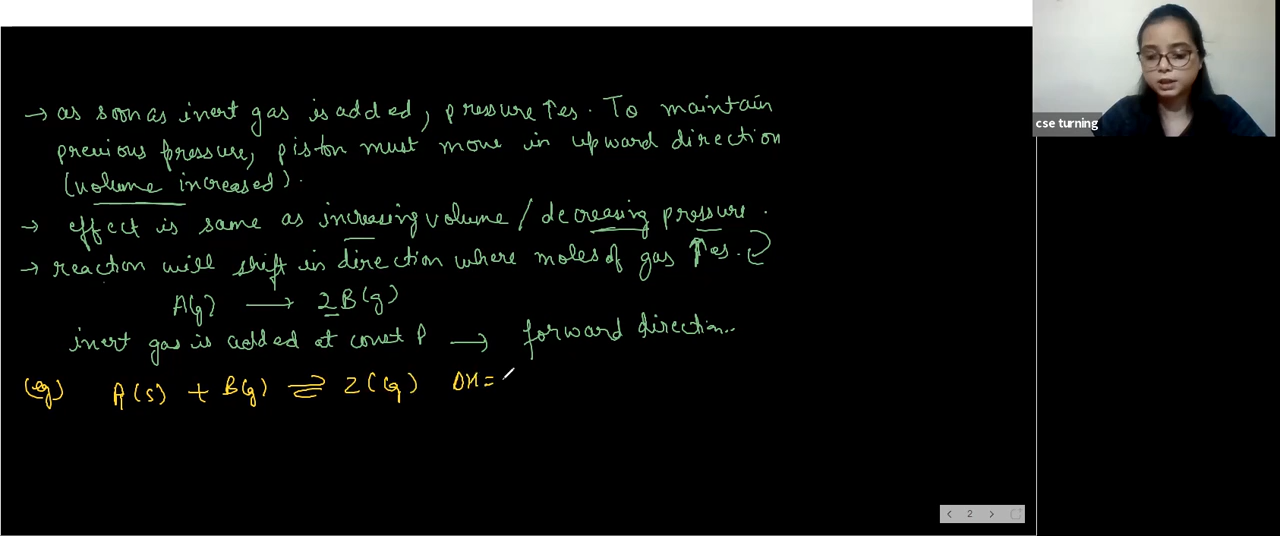 → as soon as inert gas is added, pressure ↑es. To maintain
previous pressure, piston must move in upward direction
(volume increased).
→ effect is same as increasing volume / decreasing pressure.
→ reaction will shift in direction where moles of gas ↑es.
A(g) → 2B(g)
inert gas is added at const P → forward direction..
(eg) A(s) + B(g) ⇌ 2C(g) ΔH =
cse turning
2